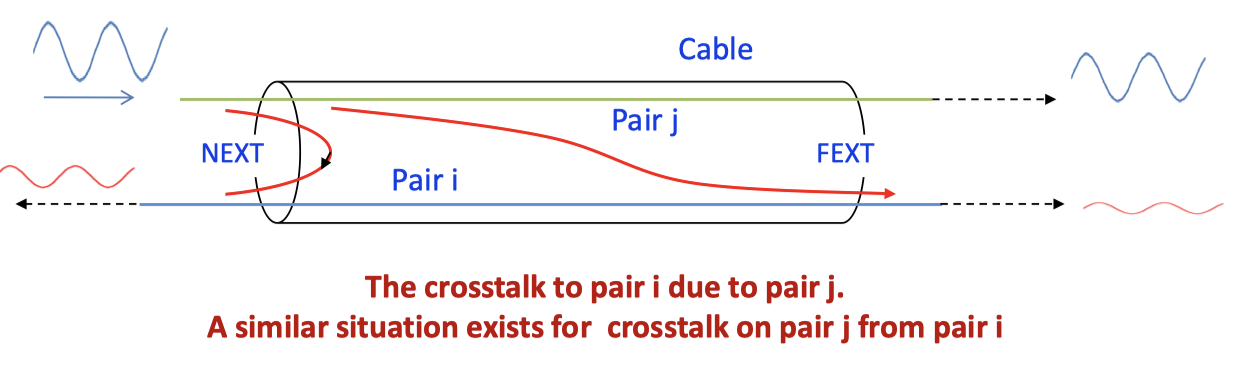 Cable
Pair j
NEXT
FEXT
Pair i
The crosstalk to pair i due to pair j.
A similar situation exists for crosstalk on pair j from pair i